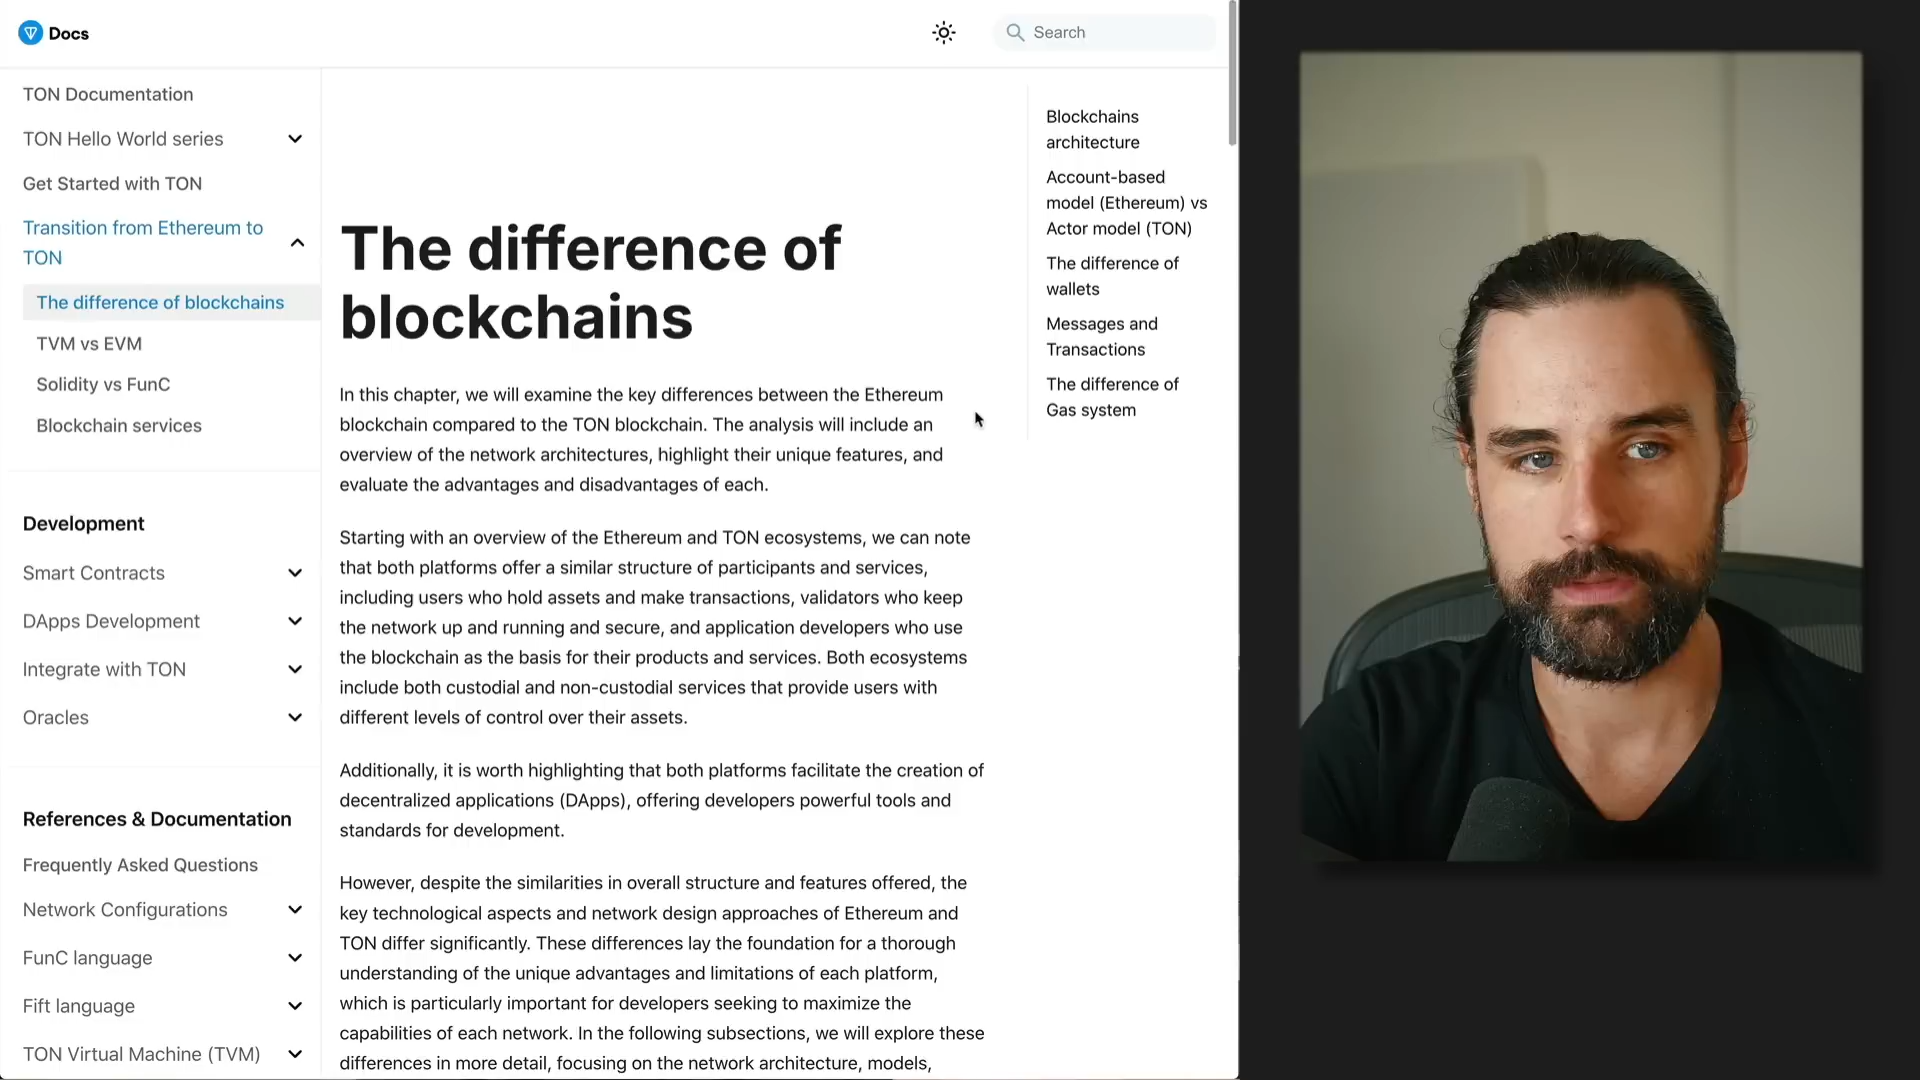 Docs
Search
TON Documentation
TON Hello World series
Get Started with TON
Transition from Ethereum to
TON
The difference of blockchains
TVM vs EVM
Solidity vs FunC
Blockchain services
Development
Smart Contracts
DApps Development
Integrate with TON
Oracles
References & Documentation
Frequently Asked Questions
Network Configurations
FunC language
Fift language
TON Virtual Machine (TVM)
The difference of
blockchains
In this chapter, we will examine the key differences between the Ethereum
blockchain compared to the TON blockchain. The analysis will include an
overview of the network architectures, highlight their unique features, and
evaluate the advantages and disadvantages of each.
Starting with an overview of the Ethereum and TON ecosystems, we can note
that both platforms offer a similar structure of participants and services,
including users who hold assets and make transactions, validators who keep
the network up and running and secure, and application developers who use
the blockchain as the basis for their products and services. Both ecosystems
include both custodial and non-custodial services that provide users with
different levels of control over their assets.
Additionally, it is worth highlighting that both platforms facilitate the creation of
decentralized applications (DApps), offering developers powerful tools and
standards for development.
However, despite the similarities in overall structure and features offered, the
key technological aspects and network design approaches of Ethereum and
TON differ significantly. These differences lay the foundation for a thorough
understanding of the unique advantages and limitations of each platform,
which is particularly important for developers seeking to maximize the
capabilities of each network. In the following subsections, we will explore these
differences in more detail, focusing on the network architecture, models,
Blockchains
architecture
Account-based
model (Ethereum) vs
Actor model (TON)
The difference of
wallets
Messages and
Transactions
The difference of
Gas system